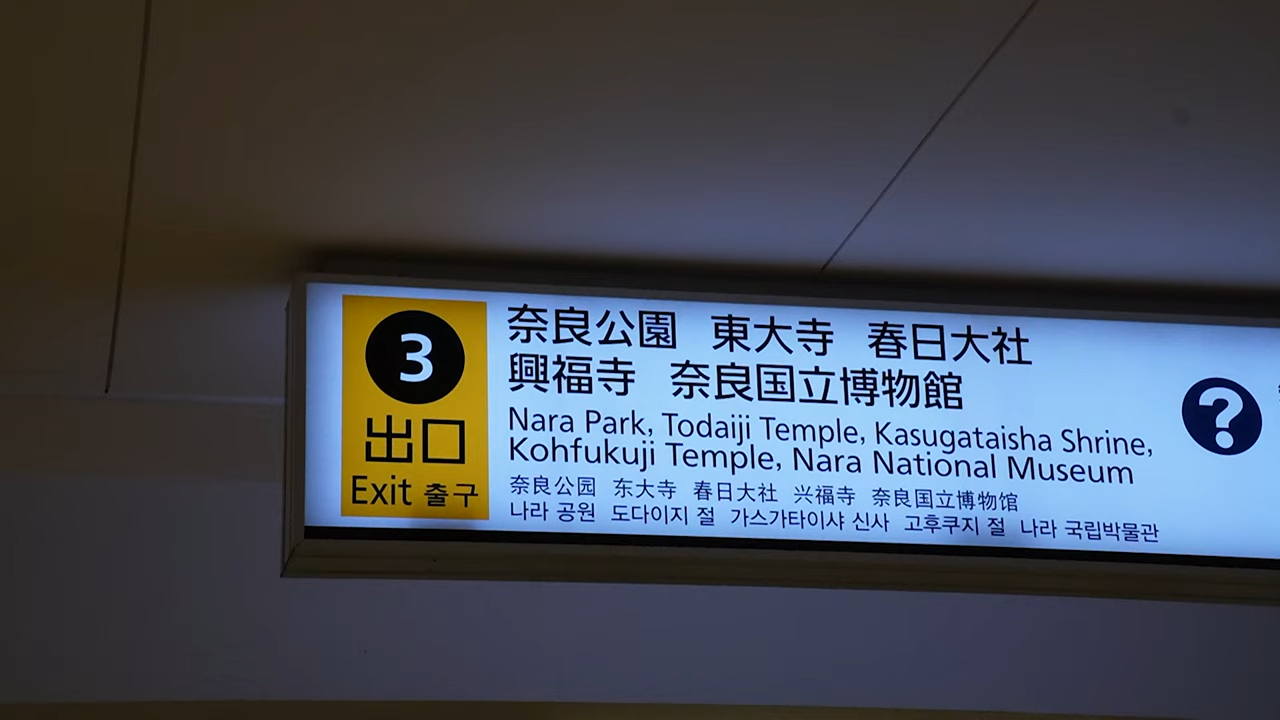 3
出口
Exit 출구
奈良公園 東大寺 春日大社
興福寺 奈良国立博物館
Nara Park, Todaiji Temple, Kasugataisha Shrine,
Kohfukuji Temple, Nara National Museum
奈良公园 东大寺 春日大社 兴福寺 奈良国立博物馆
나라 공원 도다이지 절 가스가타이샤 신사 고후쿠지 절 나라 국립박물관
?